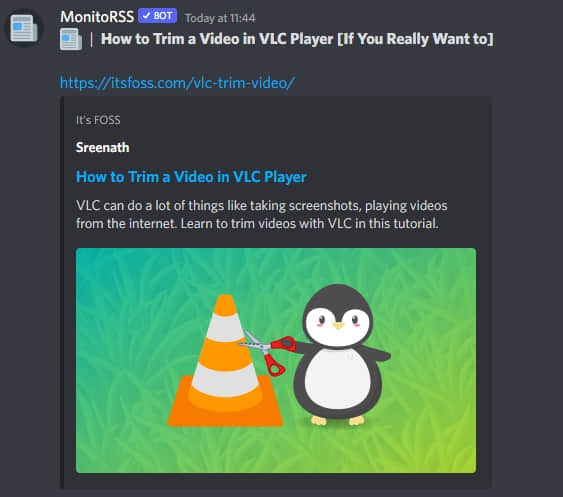 MonitoRSS ✓ BOT Today at 11:44
| How to Trim a Video in VLC Player [If You Really Want to]
https://itsfoss.com/vlc-trim-video/
It's FOSS
Sreenath
How to Trim a Video in VLC Player
VLC can do a lot of things like taking screenshots, playing videos
from the internet. Learn to trim videos with VLC in this tutorial.